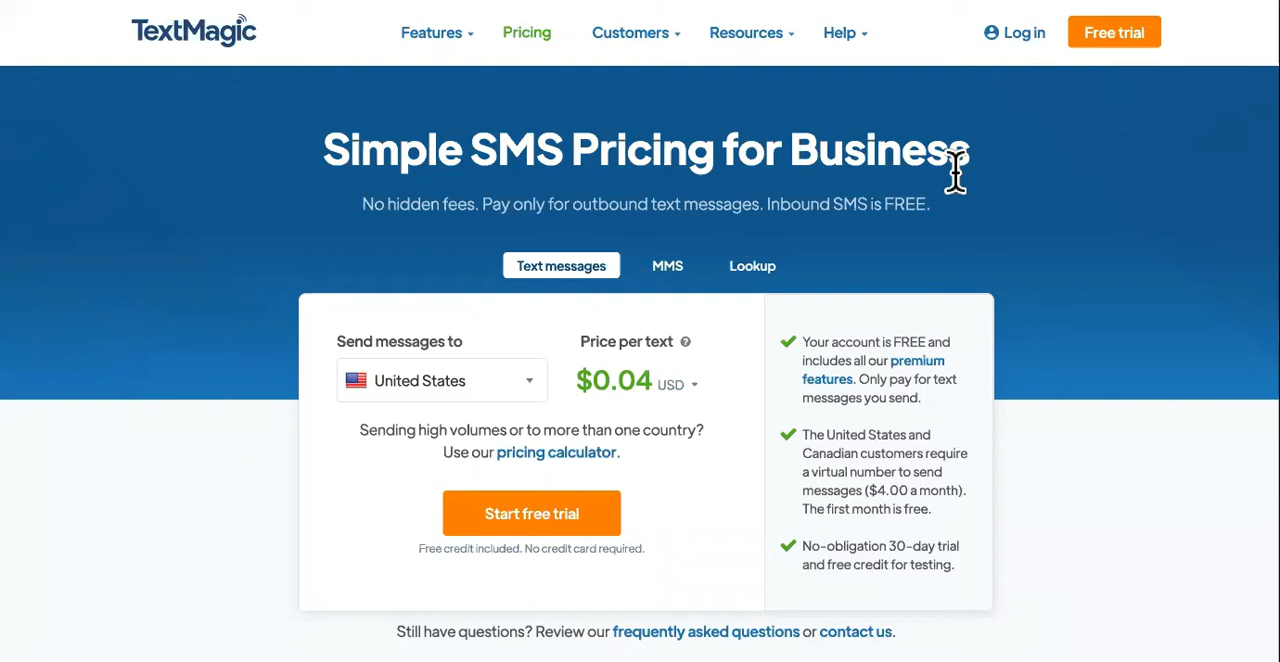 TextMagic
Features Pricing Customers Resources Help Log in Free trial
Simple SMS Pricing for Business
No hidden fees. Pay only for outbound text messages. Inbound SMS is FREE.
Text messages MMS Lookup
Send messages to
United States
Price per text ?
$0.04 USD
Sending high volumes or to more than one country?
Use our pricing calculator.
Start free trial
Free credit included. No credit card required.
Your account is FREE and
includes all our premium
features. Only pay for text
messages you send.
The United States and
Canadian customers require
a virtual number to send
messages ($4.00 a month).
The first month is free.
No-obligation 30-day trial
and free credit for testing.
Still have questions? Review our frequently asked questions or contact us.